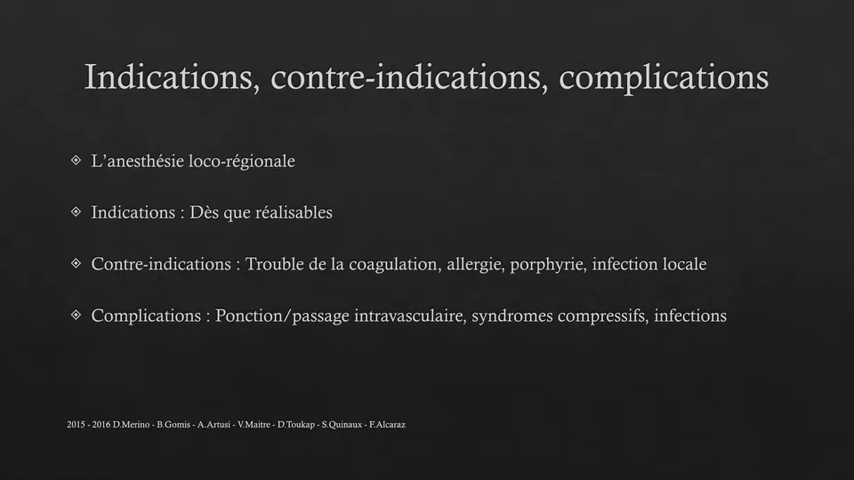 Indications, contre-indications, complications
L'anesthésie loco-régionale
Indications : Dès que réalisables
Contre-indications : Trouble de la coagulation, allergie, porphyrie, infection locale
Complications : Ponction/passage intravasculaire, syndromes compressifs, infections
2015 - 2016 D.Merino - B.Gomis - A.Artusi - V.Maitre - D.Toukap - S.Quinaux - F.Alcaraz